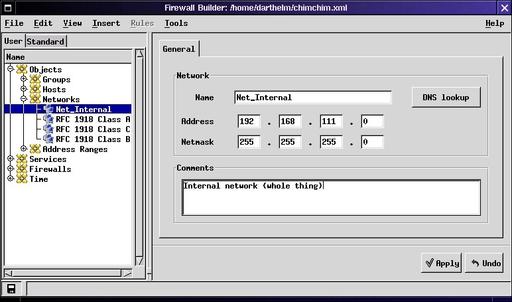 Firewall Builder: /home/darthelm/chimchim.xml
File Edit View Insert Rules Tools Help
User Standard
Name
Objects
Groups
Hosts
Networks
Net_Internal
RFC 1918 Class A
RFC 1918 Class C
RFC 1918 Class B
Address Ranges
Services
Firewalls
Time
General
Network
Name Net_Internal DNS lookup
Address 192 . 168 . 111 . 0
Netmask 255 . 255 . 255 . 0
Comments
Internal network (whole thing)
Apply Undo